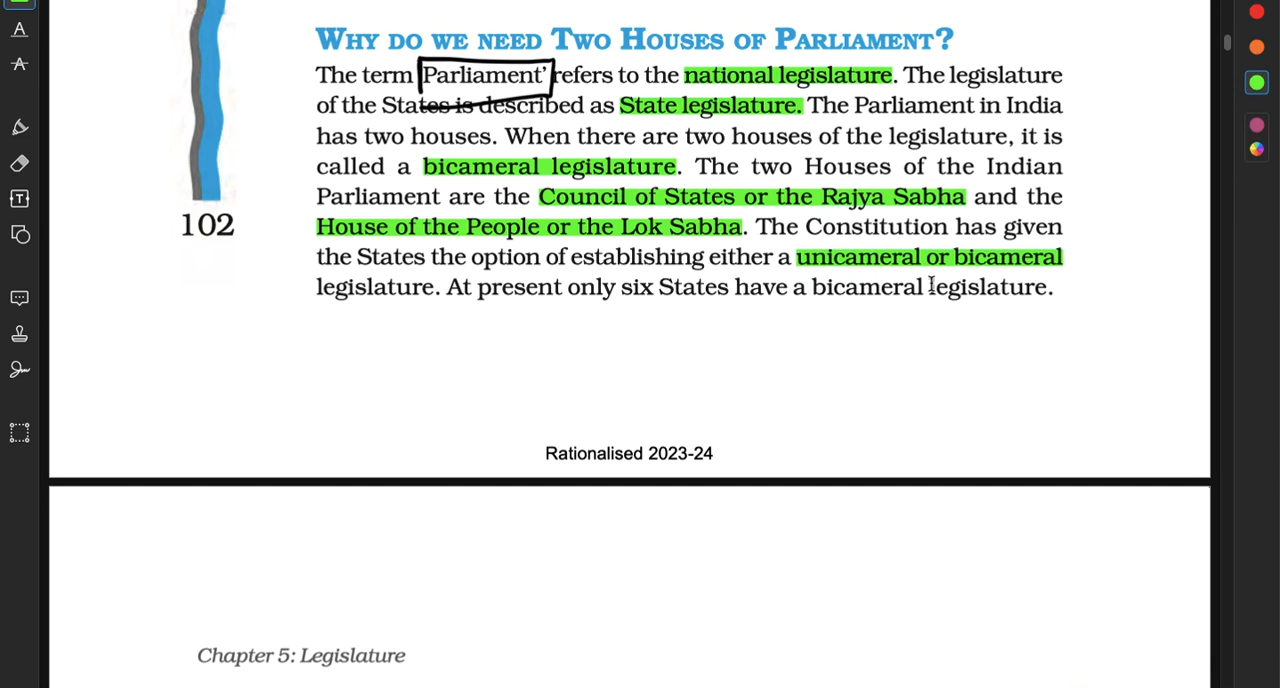 WHY DO WE NEED TWO HOUSES OF PARLIAMENT?
The term Parliament' refers to the national legislature. The legislature
of the States is described as State legislature. The Parliament in India
has two houses. When there are two houses of the legislature, it is
called a bicameral legislature. The two Houses of the Indian
Parliament are the Council of States or the Rajya Sabha and the
102
House of the People or the Lok Sabha. The Constitution has given
the States the option of establishing either a unicameral or bicameral
legislature. At present only six States have a bicameral legislature.
Rationalised 2023-24
Chapter 5: Legislature